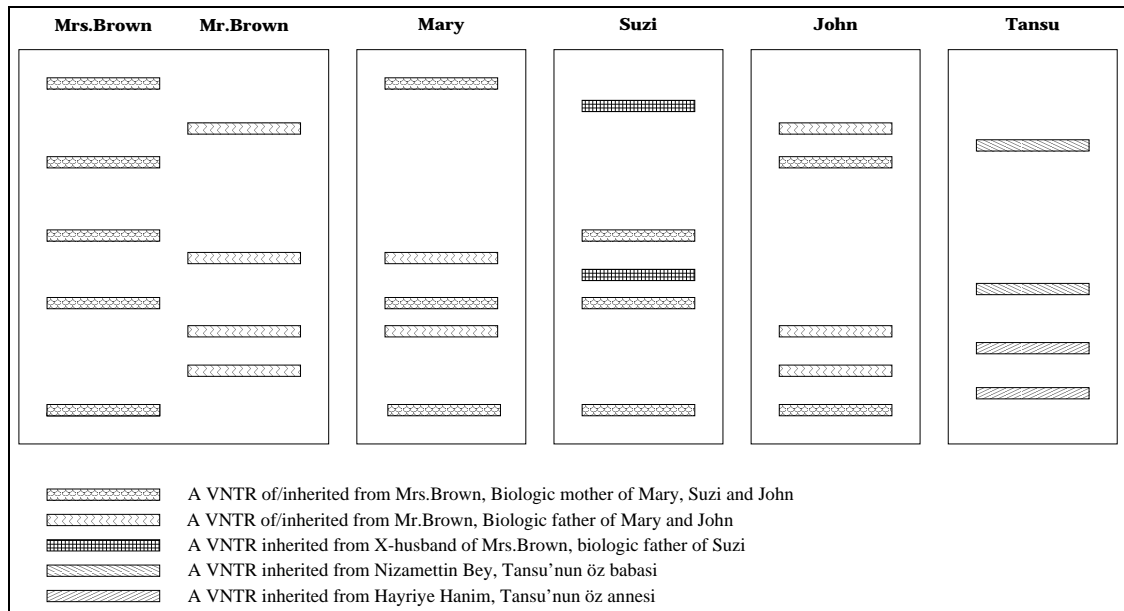 Mrs.Brown Mr.Brown Mary Suzi John Tansu
A VNTR of/inherited from Mrs.Brown, Biologic mother of Mary, Suzi and John
A VNTR of/inherited from Mr.Brown, Biologic father of Mary and John
A VNTR inherited from X-husband of Mrs.Brown, biologic father of Suzi
A VNTR inherited from Nizamettin Bey, Tansu'nun öz babasi
A VNTR inherited from Hayriye Hanim, Tansu'nun öz annesi